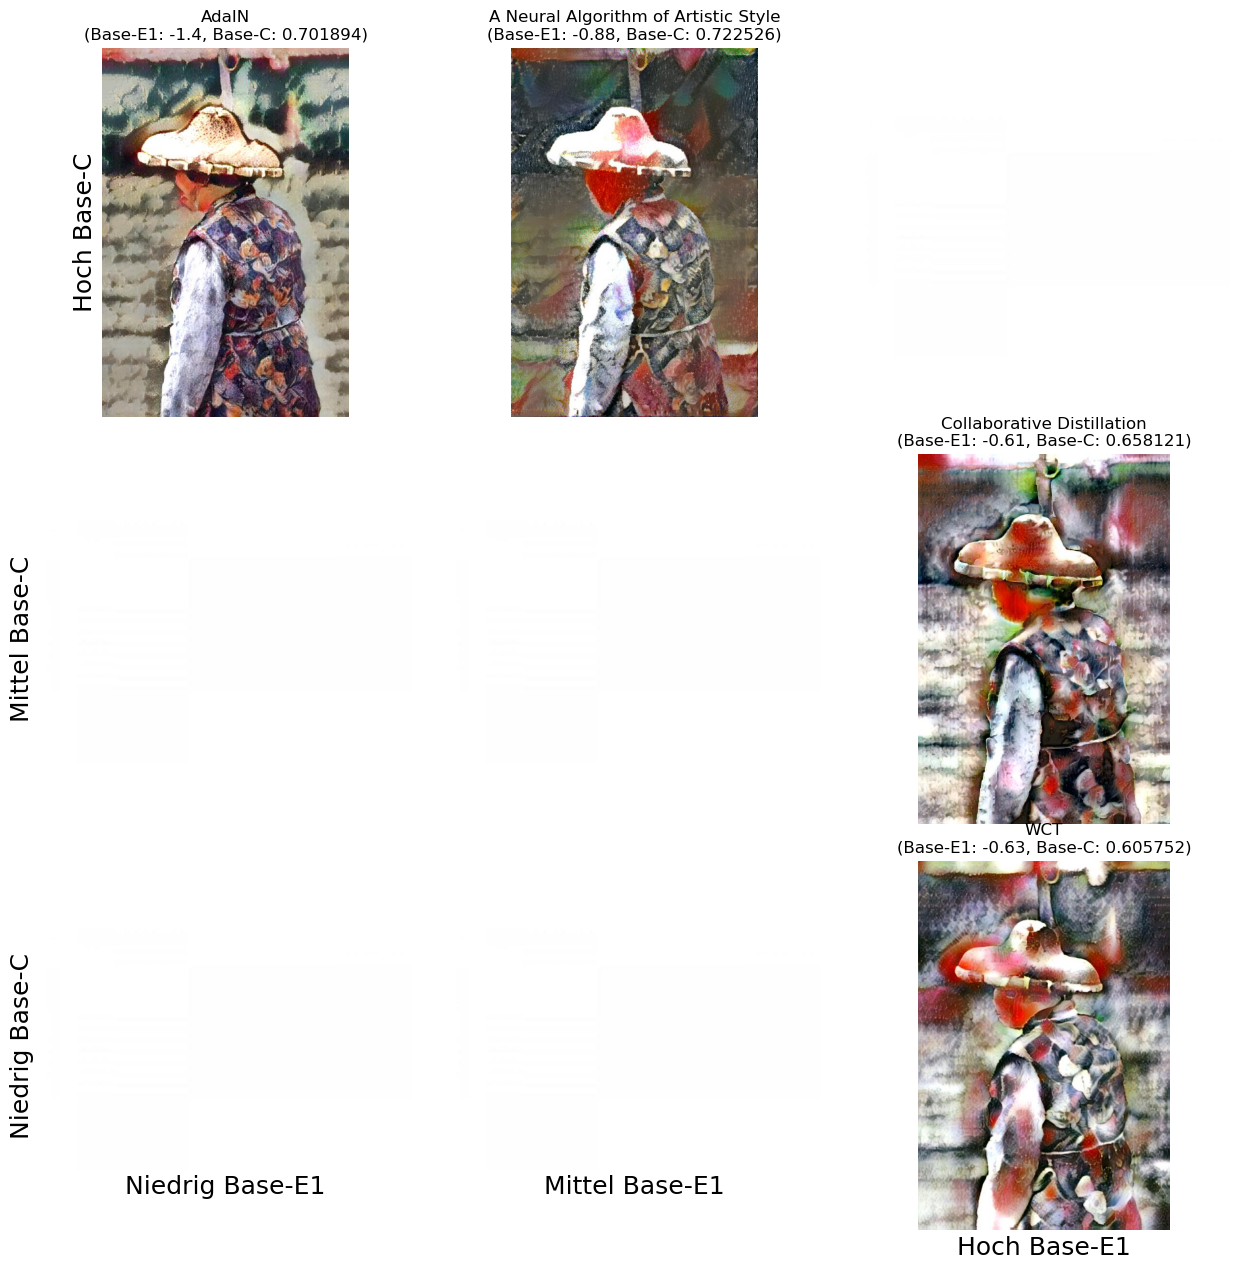 AdaIN
(Base-E1: -1.4, Base-C: 0.701894)
A Neural Algorithm of Artistic Style
(Base-E1: -0.88, Base-C: 0.722526)
Hoch Base-C
Collaborative Distillation
(Base-E1: -0.61, Base-C: 0.658121)
Mittel Base-C
WCT
(Base-E1: -0.63, Base-C: 0.605752)
Niedrig Base-C
Niedrig Base-E1
Mittel Base-E1
Hoch Base-E1